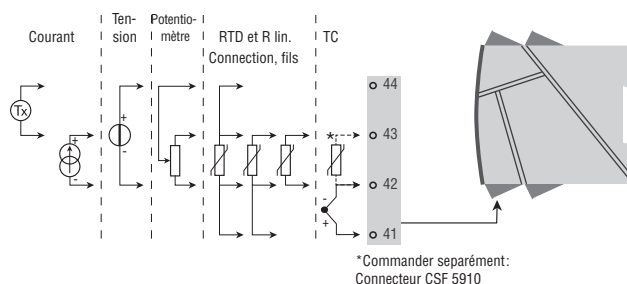 Courant
Ten-
sion
Potentio-
mètre
RTD et R lin.
Connection, fils
TC
Tx
+
-
+
-
*
-
+
44
43
42
41
*Commander separément:
Connecteur CSF 5910